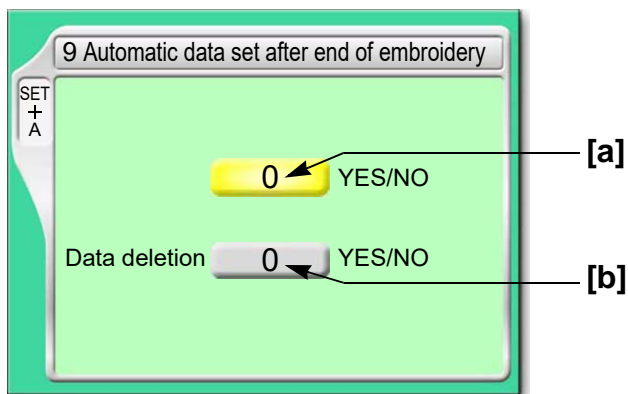 9 Automatic data set after end of embroidery
SET
+
A
0 YES/NO
[a]
Data deletion 0 YES/NO
[b]